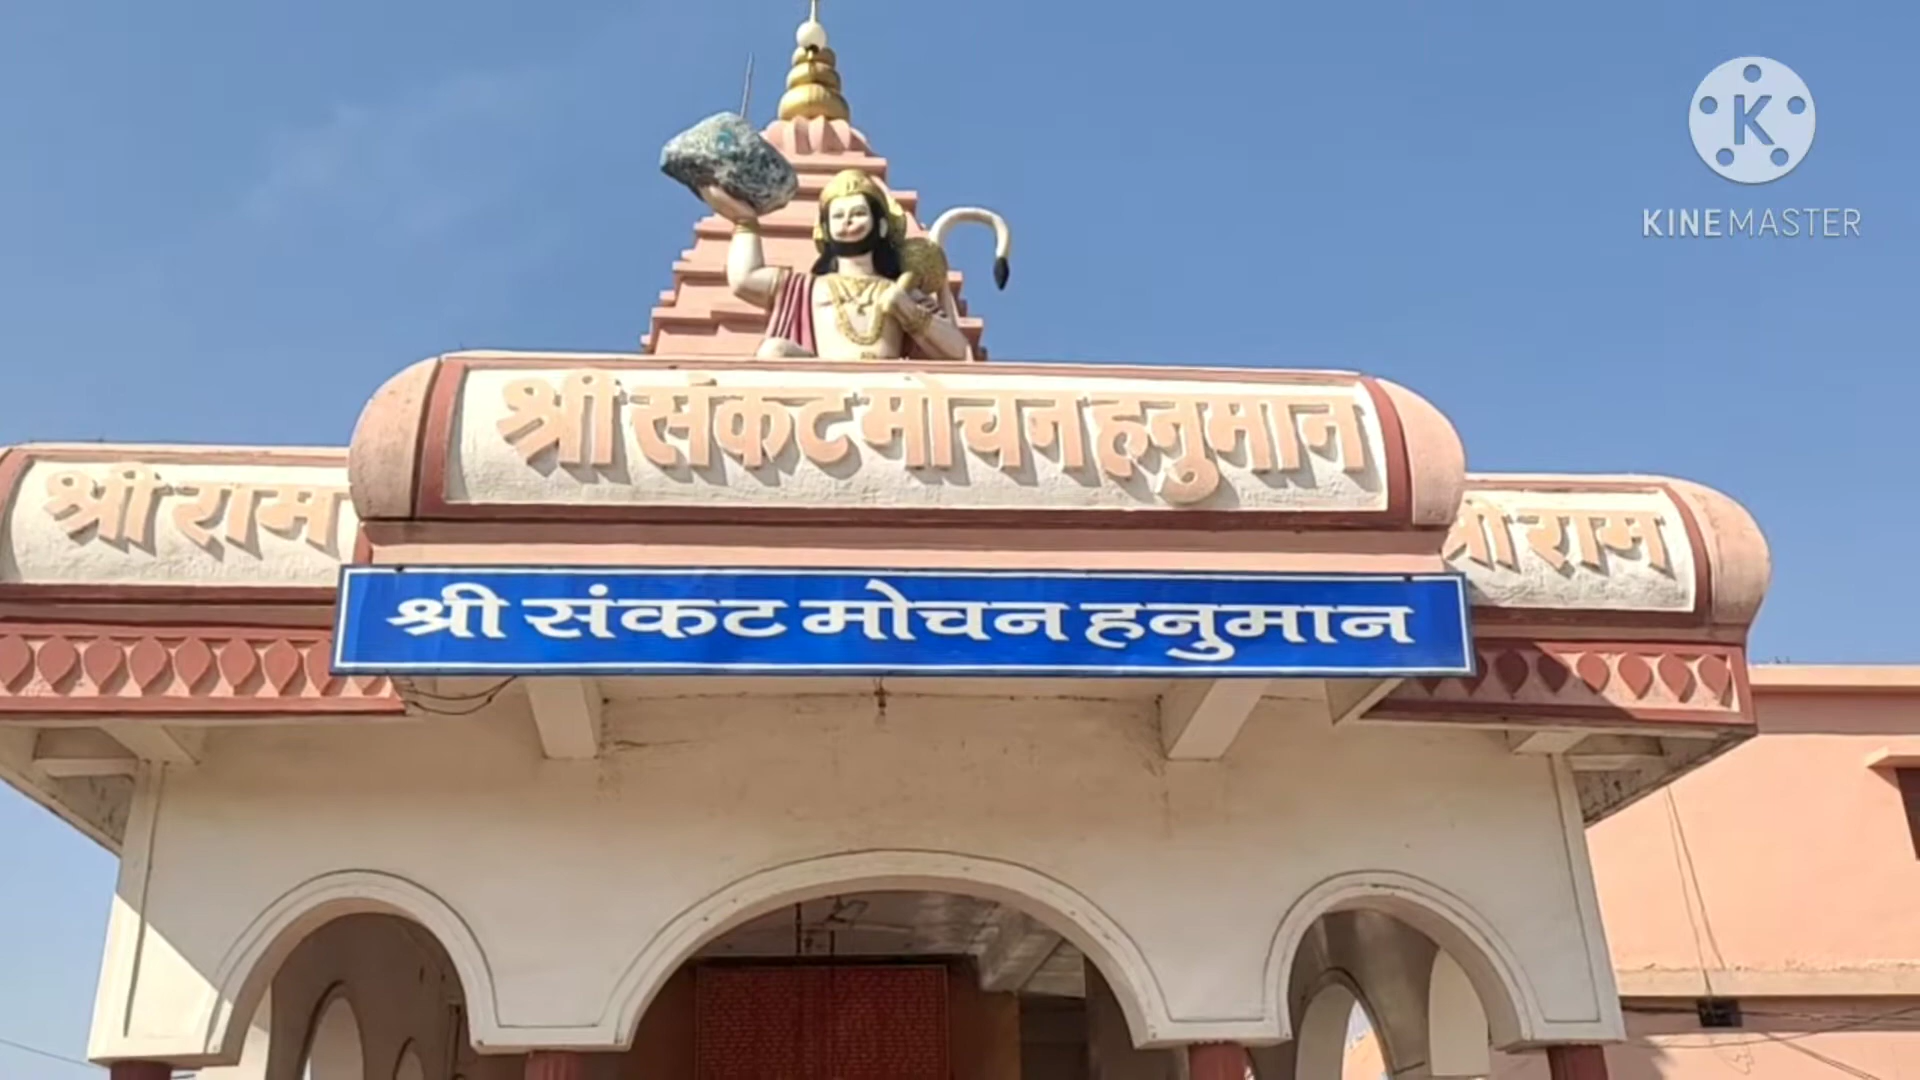 K
KINEMASTER
श्री संकट मोचन हनुमान
श्री राम
श्री राम
श्री संकट मोचन हनुमान